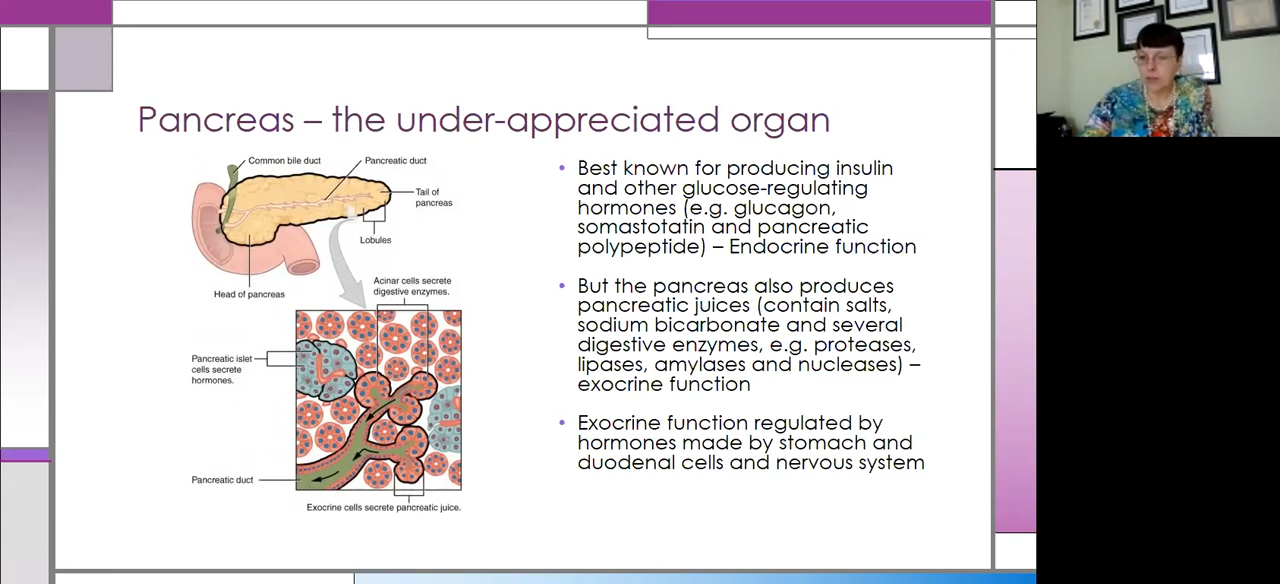 Pancreas – the under-appreciated organ
Common bile duct
Pancreatic duct
Tail of
pancreas
Lobules
Head of pancreas
Acinar cells secrete
digestive enzymes.
Pancreatic islet
cells secrete
hormones.
Pancreatic duct
Exocrine cells secrete pancreatic juice.
• Best known for producing insulin
and other glucose-regulating
hormones (e.g. glucagon,
somastotatin and pancreatic
polypeptide) – Endocrine function
• But the pancreas also produces
pancreatic juices (contain salts,
sodium bicarbonate and several
digestive enzymes, e.g. proteases,
lipases, amylases and nucleases) –
exocrine function
• Exocrine function regulated by
hormones made by stomach and
duodenal cells and nervous system